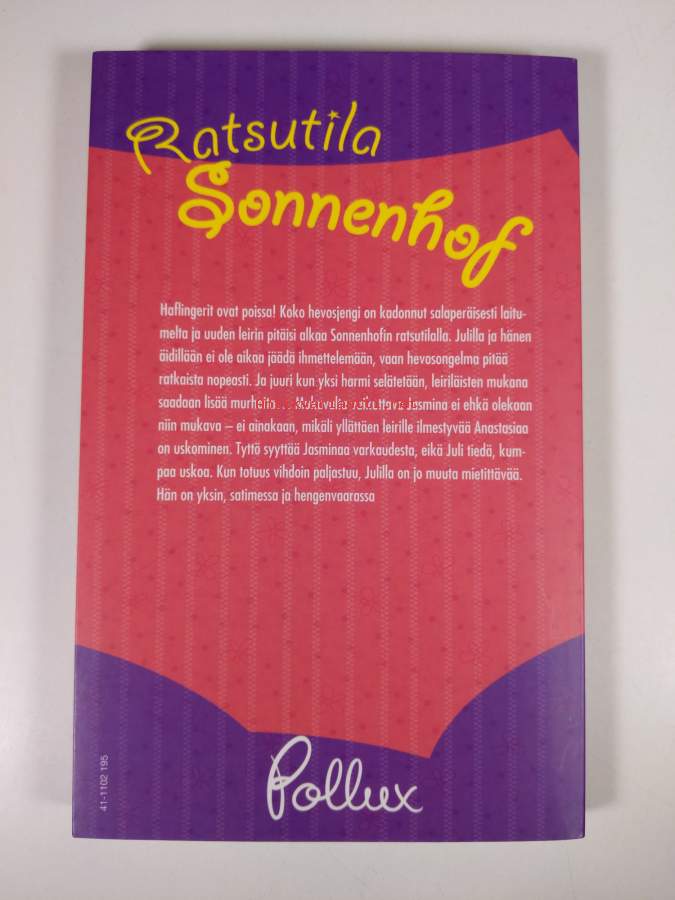 Ratsutila
Sonnenhof
Haflingerit ovat poissa! Koko hevosjengi on kadonnut salaperäisesti laitu-
melta ja uuden leirin pitäisi alkaa Sonnenhofin ratsutilalla. Julilla ja hänen
äidillään ei ole aikaa jäädä ihmettelemään, vaan hevosongelma pitää
ratkaista nopeasti. Ja juuri kun yksi harmi selätetään, leiriläisten mukana
saadaan lisää murheita. Mukava Jasmina ei ehkä olekaan
niin mukava – ei ainakaan, mikäli yllättäen leirille ilmestyvää Anastasiaa
on uskominen. Tyttö syyttää Jasminaa varkaudesta, eikä Juli tiedä, kum-
paa uskoa. Kun totuus vihdoin paljastuu, Julilla on jo muuta mietittävää.
Hän on yksin, satimessa ja hengenvaarassa
41-1102 195
Pollux